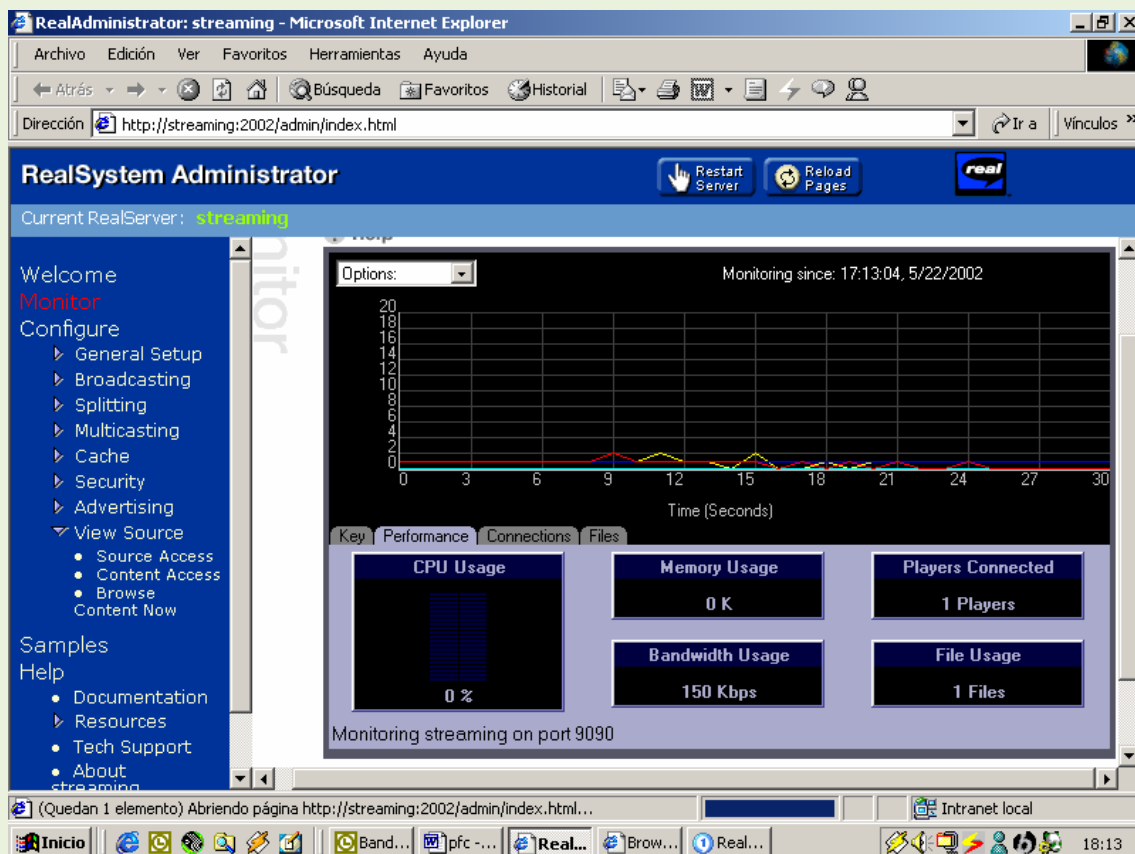 RealAdministrator: streaming - Microsoft Internet Explorer
Archivo Edición Ver Favoritos Herramientas Ayuda
Atrás Búsqueda Favoritos Historial
Dirección http://streaming:2002/admin/index.html Ir a Vínculos »
RealSystem Administrator
Restart Server
Reload Pages
real
Current RealServer: streaming
Welcome
Monitor
Configure
General Setup
Broadcasting
Splitting
Multicasting
Cache
Security
Advertising
View Source
Source Access
Content Access
Browse
Content Now
Samples
Help
Documentation
Resources
Tech Support
About
streaming
nitor
Help
Options:
Monitoring since: 17:13:04, 5/22/2002
20
18
16
14
12
10
8
6
4
2
0
0 3 6 9 12 15 18 21 24 27 30
Time (Seconds)
Key Performance Connections Files
CPU Usage
0 %
Memory Usage
0 K
Players Connected
1 Players
Bandwidth Usage
150 Kbps
File Usage
1 Files
Monitoring streaming on port 9090
(Quedan 1 elemento) Abriendo página http://streaming:2002/admin/index.html...
Intranet local
Inicio
Band...
pfc -...
Real...
Brow...
Real...
18:13